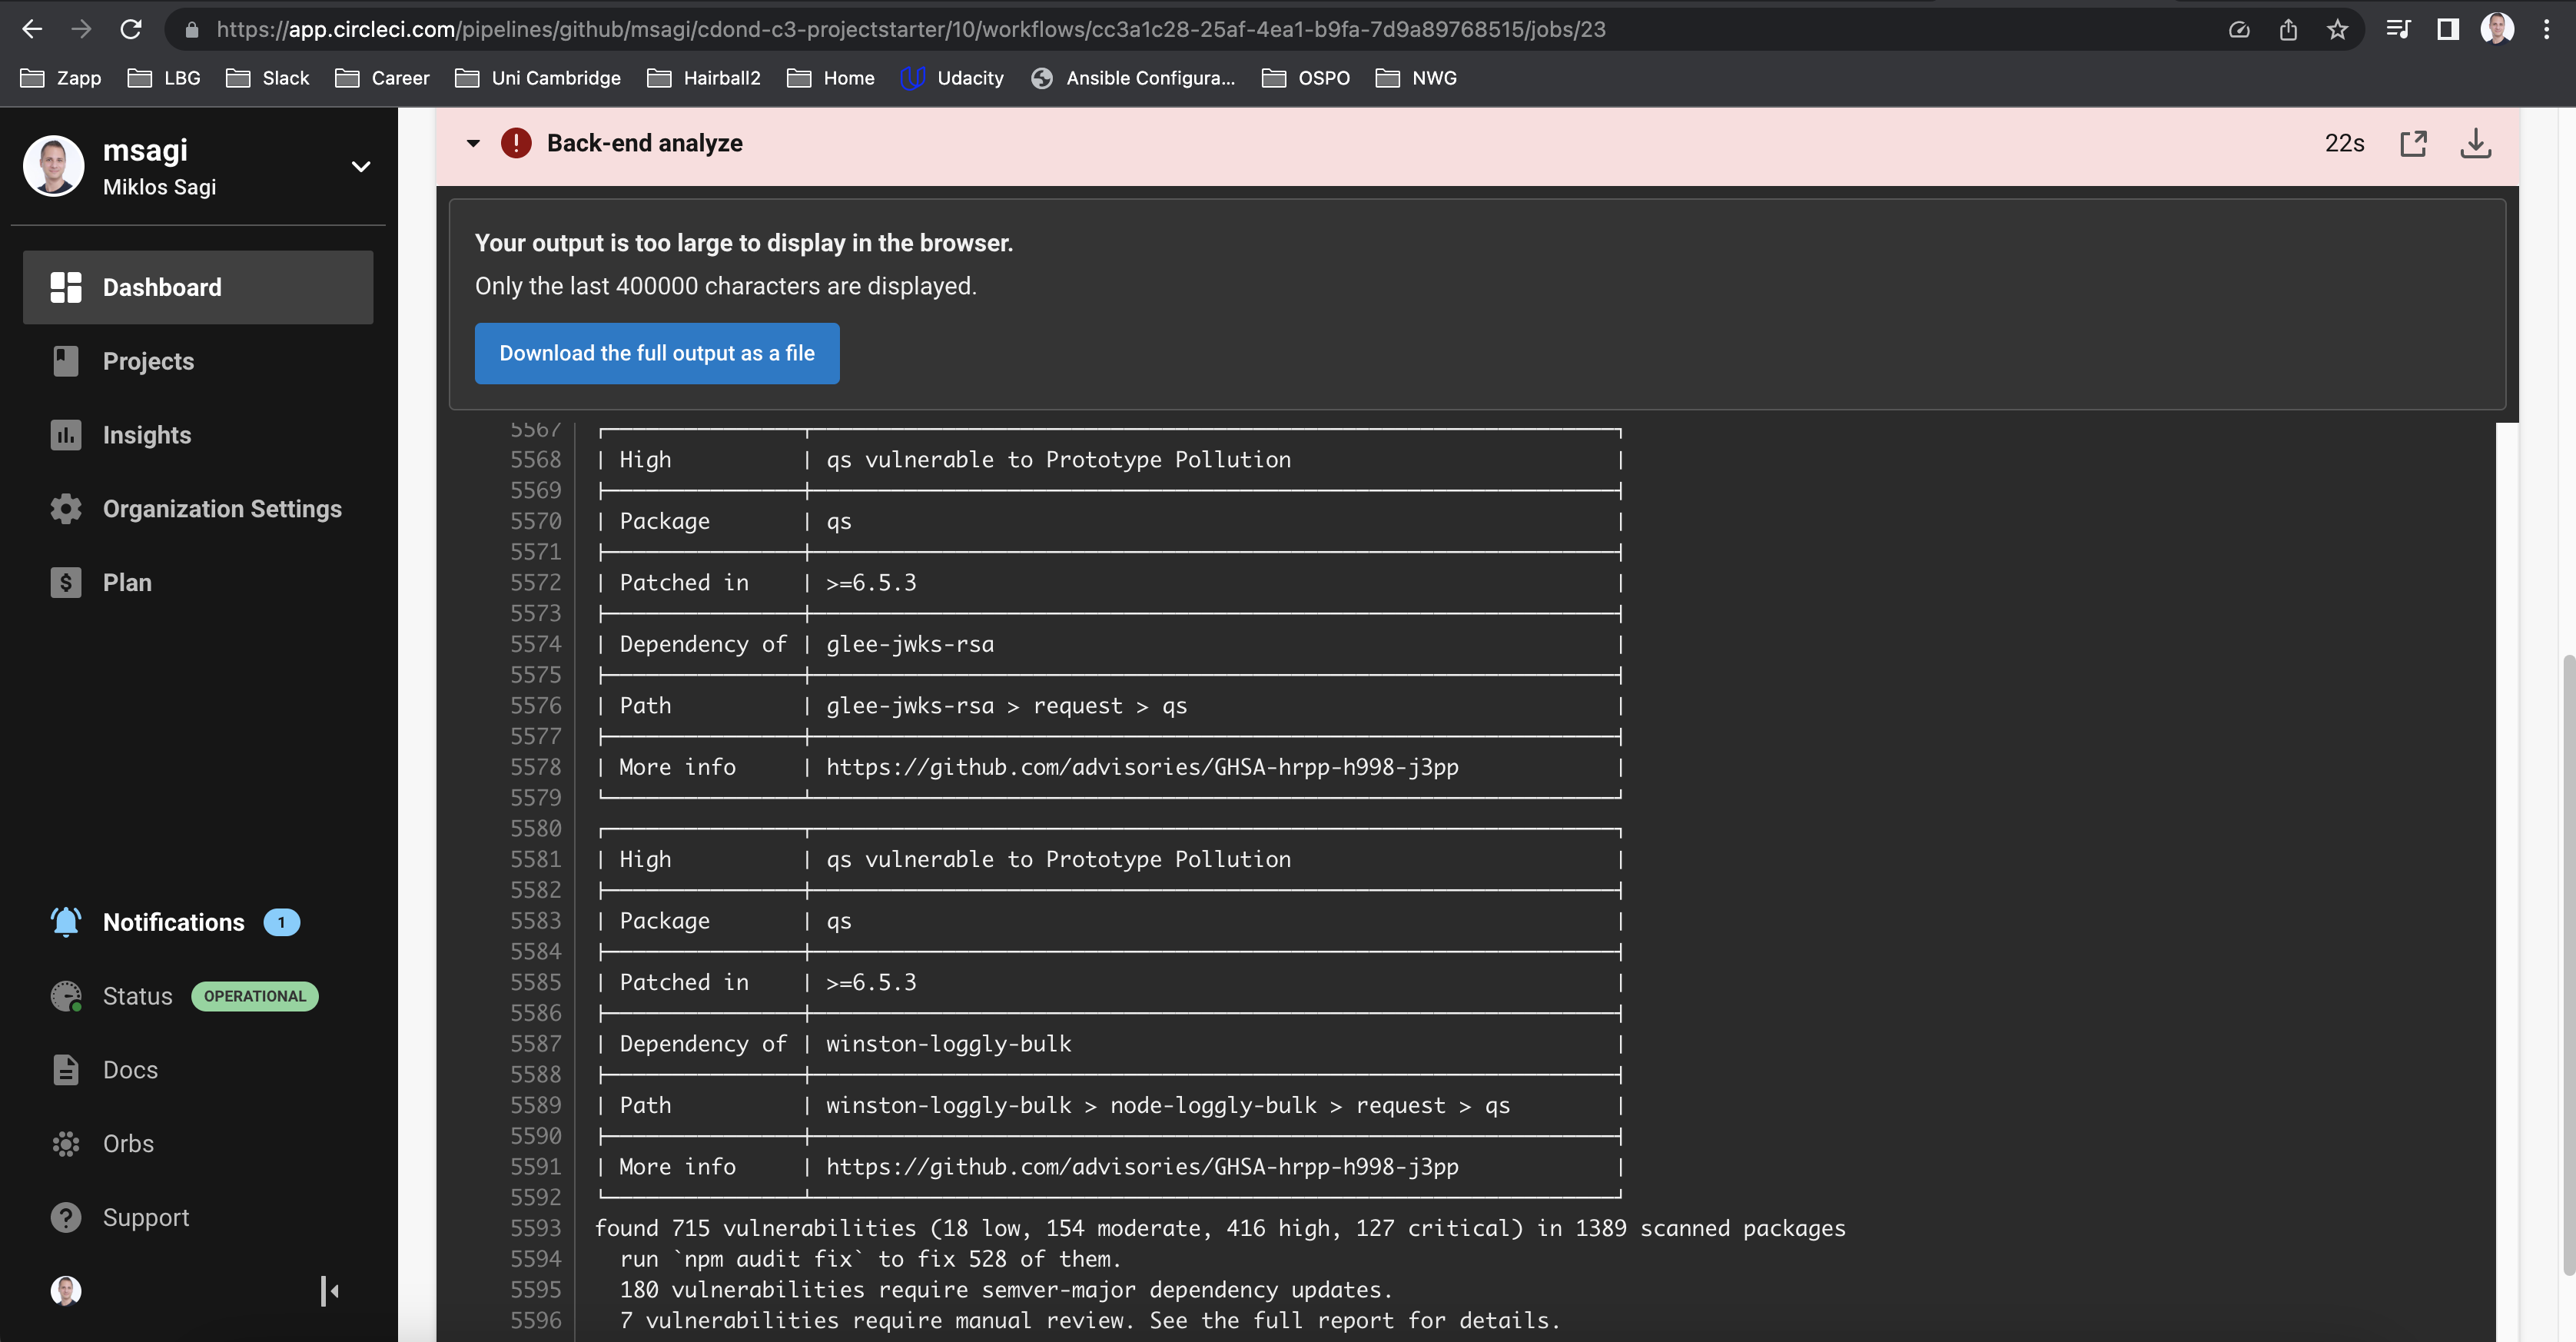 https://app.circleci.com/pipelines/github/msagi/cdond-c3-projectstarter/10/workflows/cc3a1c28-25af-4ea1-b9fa-7d9a89768515/jobs/23
Zapp LBG Slack Career Uni Cambridge Hairball2 Home Udacity Ansible Configura... OSPO NWG
msagi
Miklos Sagi
Dashboard
Projects
Insights
Organization Settings
Plan
Notifications 1
Status OPERATIONAL
Docs
Orbs
Support
Back-end analyze 22s
Your output is too large to display in the browser.
Only the last 400000 characters are displayed.
Download the full output as a file
5567
5568 | High | qs vulnerable to Prototype Pollution |
5569
5570 | Package | qs |
5571
5572 | Patched in | >=6.5.3 |
5573
5574 | Dependency of | glee-jwks-rsa |
5575
5576 | Path | glee-jwks-rsa > request > qs |
5577
5578 | More info | https://github.com/advisories/GHSA-hrpp-h998-j3pp |
5579
5580
5581 | High | qs vulnerable to Prototype Pollution |
5582
5583 | Package | qs |
5584
5585 | Patched in | >=6.5.3 |
5586
5587 | Dependency of | winston-loggly-bulk |
5588
5589 | Path | winston-loggly-bulk > node-loggly-bulk > request > qs |
5590
5591 | More info | https://github.com/advisories/GHSA-hrpp-h998-j3pp |
5592
5593 found 715 vulnerabilities (18 low, 154 moderate, 416 high, 127 critical) in 1389 scanned packages
5594 run `npm audit fix` to fix 528 of them.
5595 180 vulnerabilities require semver-major dependency updates.
5596 7 vulnerabilities require manual review. See the full report for details.